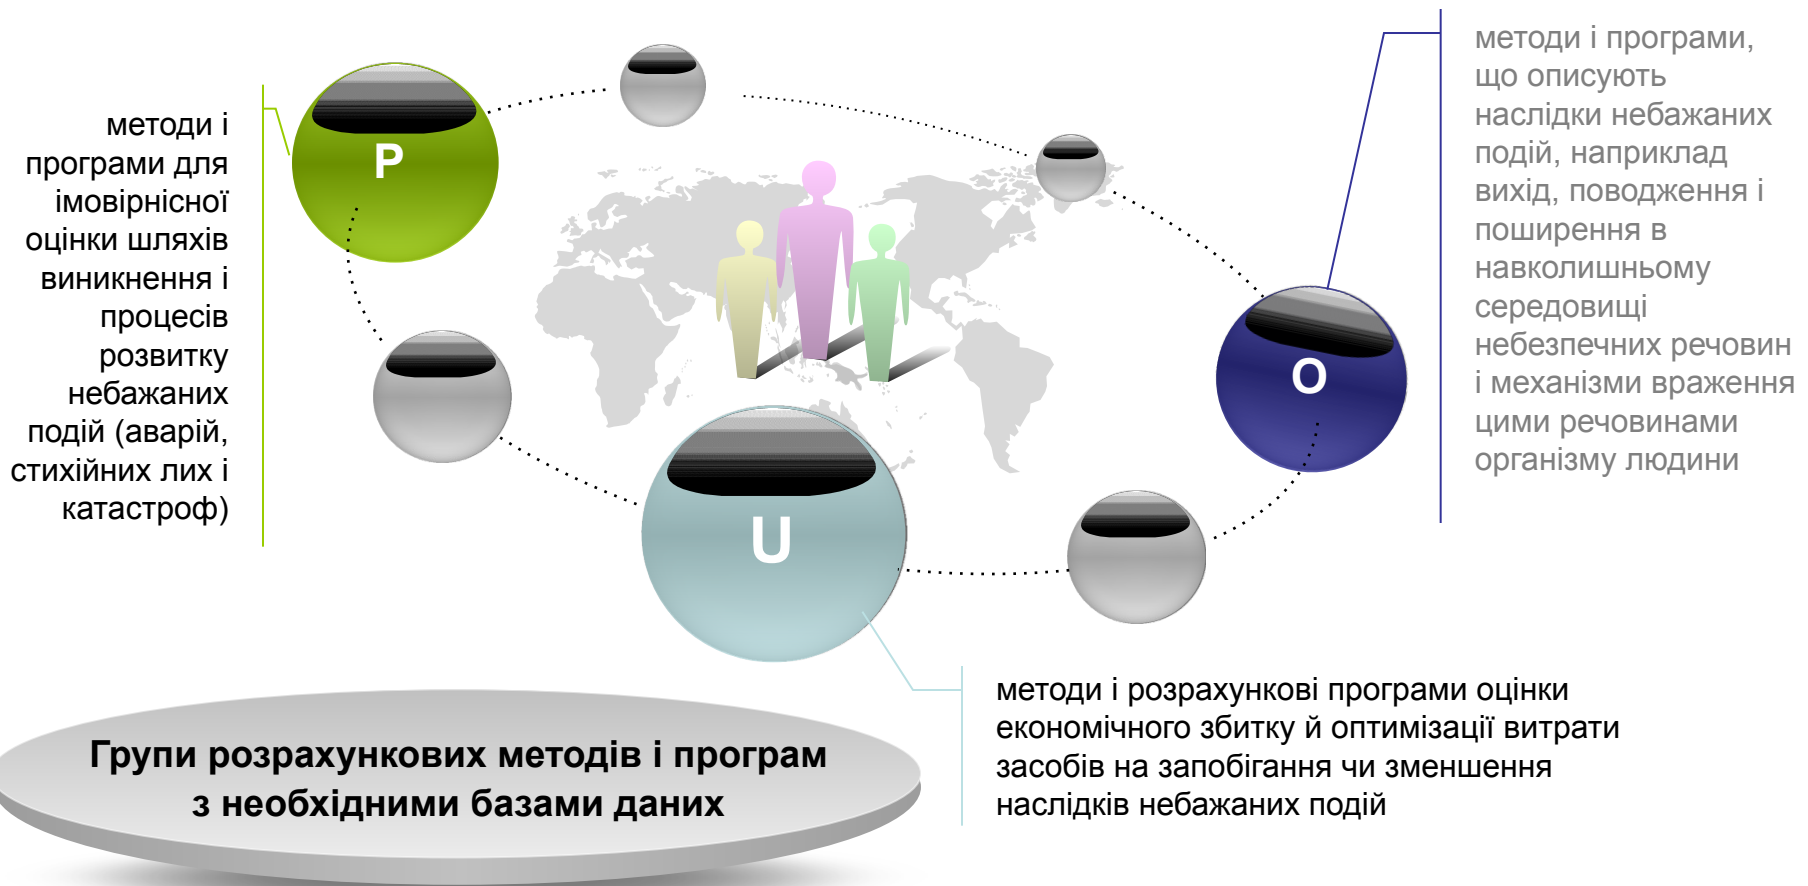 методи і
програми для
імовірнісної
оцінки шляхів
виникнення і
процесів
розвитку
небажаних
подій (аварій,
стихійних лих і
катастроф)
P
методи і програми,
що описують
наслідки небажаних
подій, наприклад
вихід, поводження і
поширення в
навколишньому
середовищі
небезпечних речовин
і механізми враження
цими речовинами
організму людини
O
U
методи і розрахункові програми оцінки
економічного збитку й оптимізації витрати
засобів на запобігання чи зменшення
наслідків небажаних подій
Групи розрахункових методів і програм
з необхідними базами даних